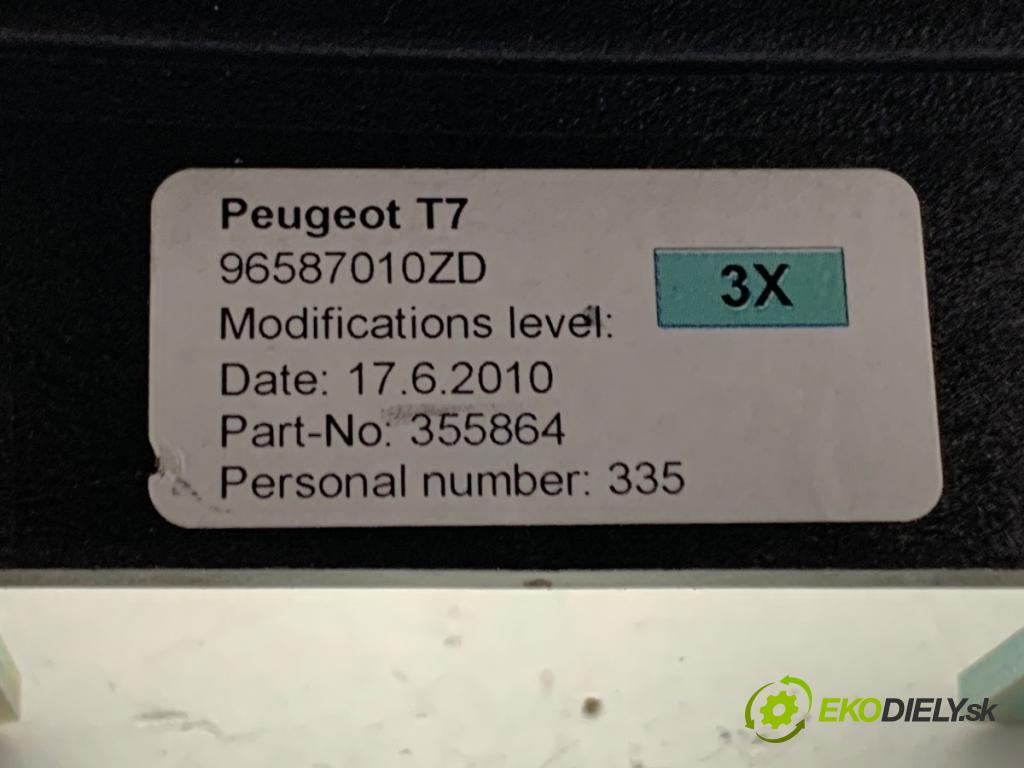 Peugeot T7
96587010ZD
3X
Modifications level:
Date: 17.6.2010
Part-No: 355864
Personal number: 335
EKODIELY.sk